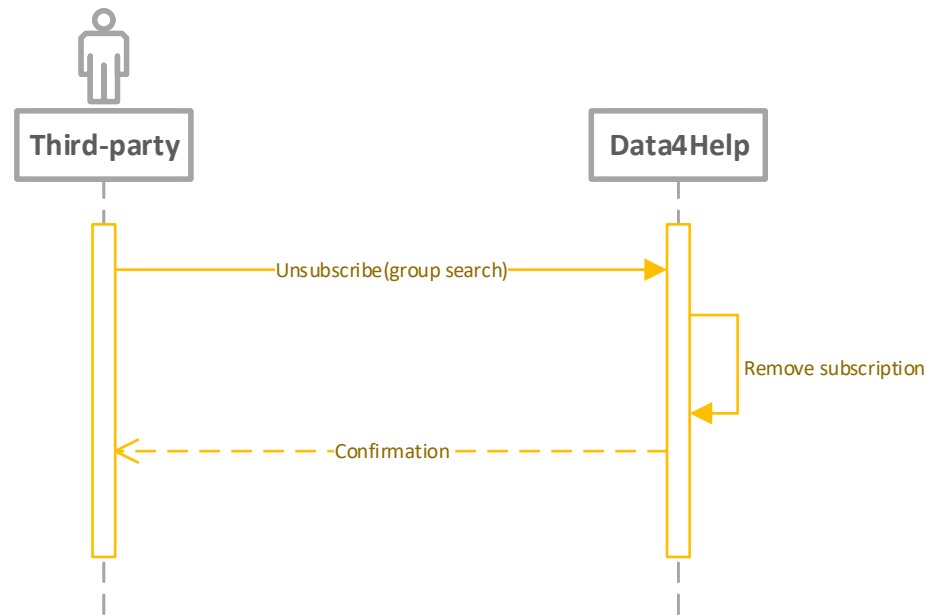 Third-party
Data4Help
Unsubscribe(group search)
Remove subscription
Confirmation